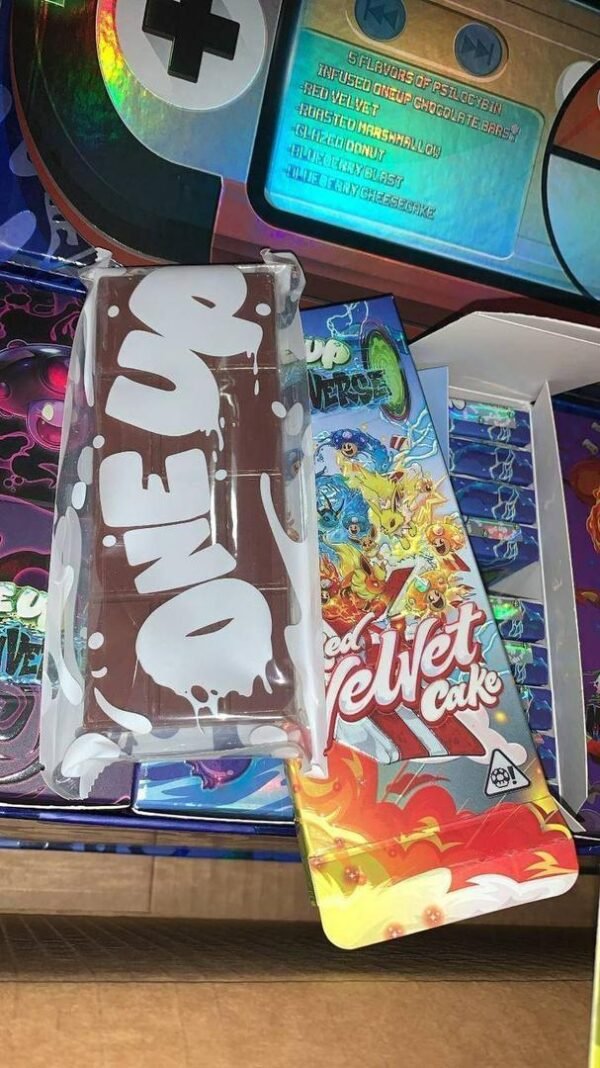 5 FLAVORS OF PSILOCYBIN
INFUSED ONEUP CHOCOLATE BARS
-RED VELVET
-ROASTED MARSHMALLOW
-GLAZED DONUT
-BLUEBERRY BLAST
-BLUEBERRY CHEESECAKE
ONE UP
UP
VERSE
Red
Velvet
Cake